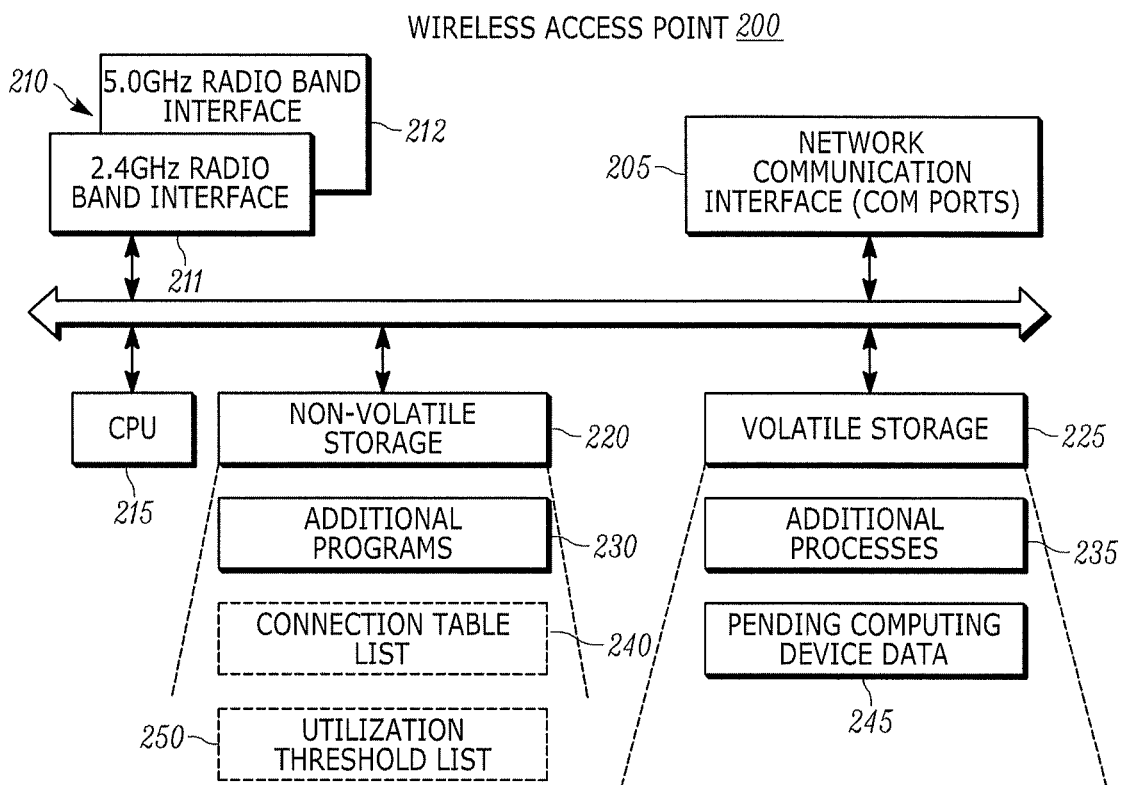 WIRELESS ACCESS POINT 200
210
5.0GHz RADIO BAND
INTERFACE
212
2.4GHz RADIO
BAND INTERFACE
211
205
NETWORK
COMMUNICATION
INTERFACE (COM PORTS)
CPU
215
NON-VOLATILE
STORAGE
220
VOLATILE STORAGE
225
ADDITIONAL
PROGRAMS
230
ADDITIONAL
PROCESSES
235
CONNECTION TABLE
LIST
240
PENDING COMPUTING
DEVICE DATA
245
250
UTILIZATION
THRESHOLD LIST